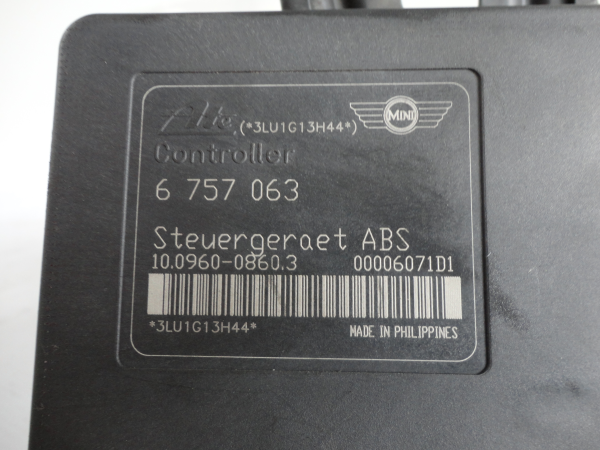 Ate (*3LU1G13H44*) MINI
Controller
6 757 063
Steuergeraet ABS
10.0960-0860.3 00006071D1
*3LU1G13H44* MADE IN PHILIPPINES